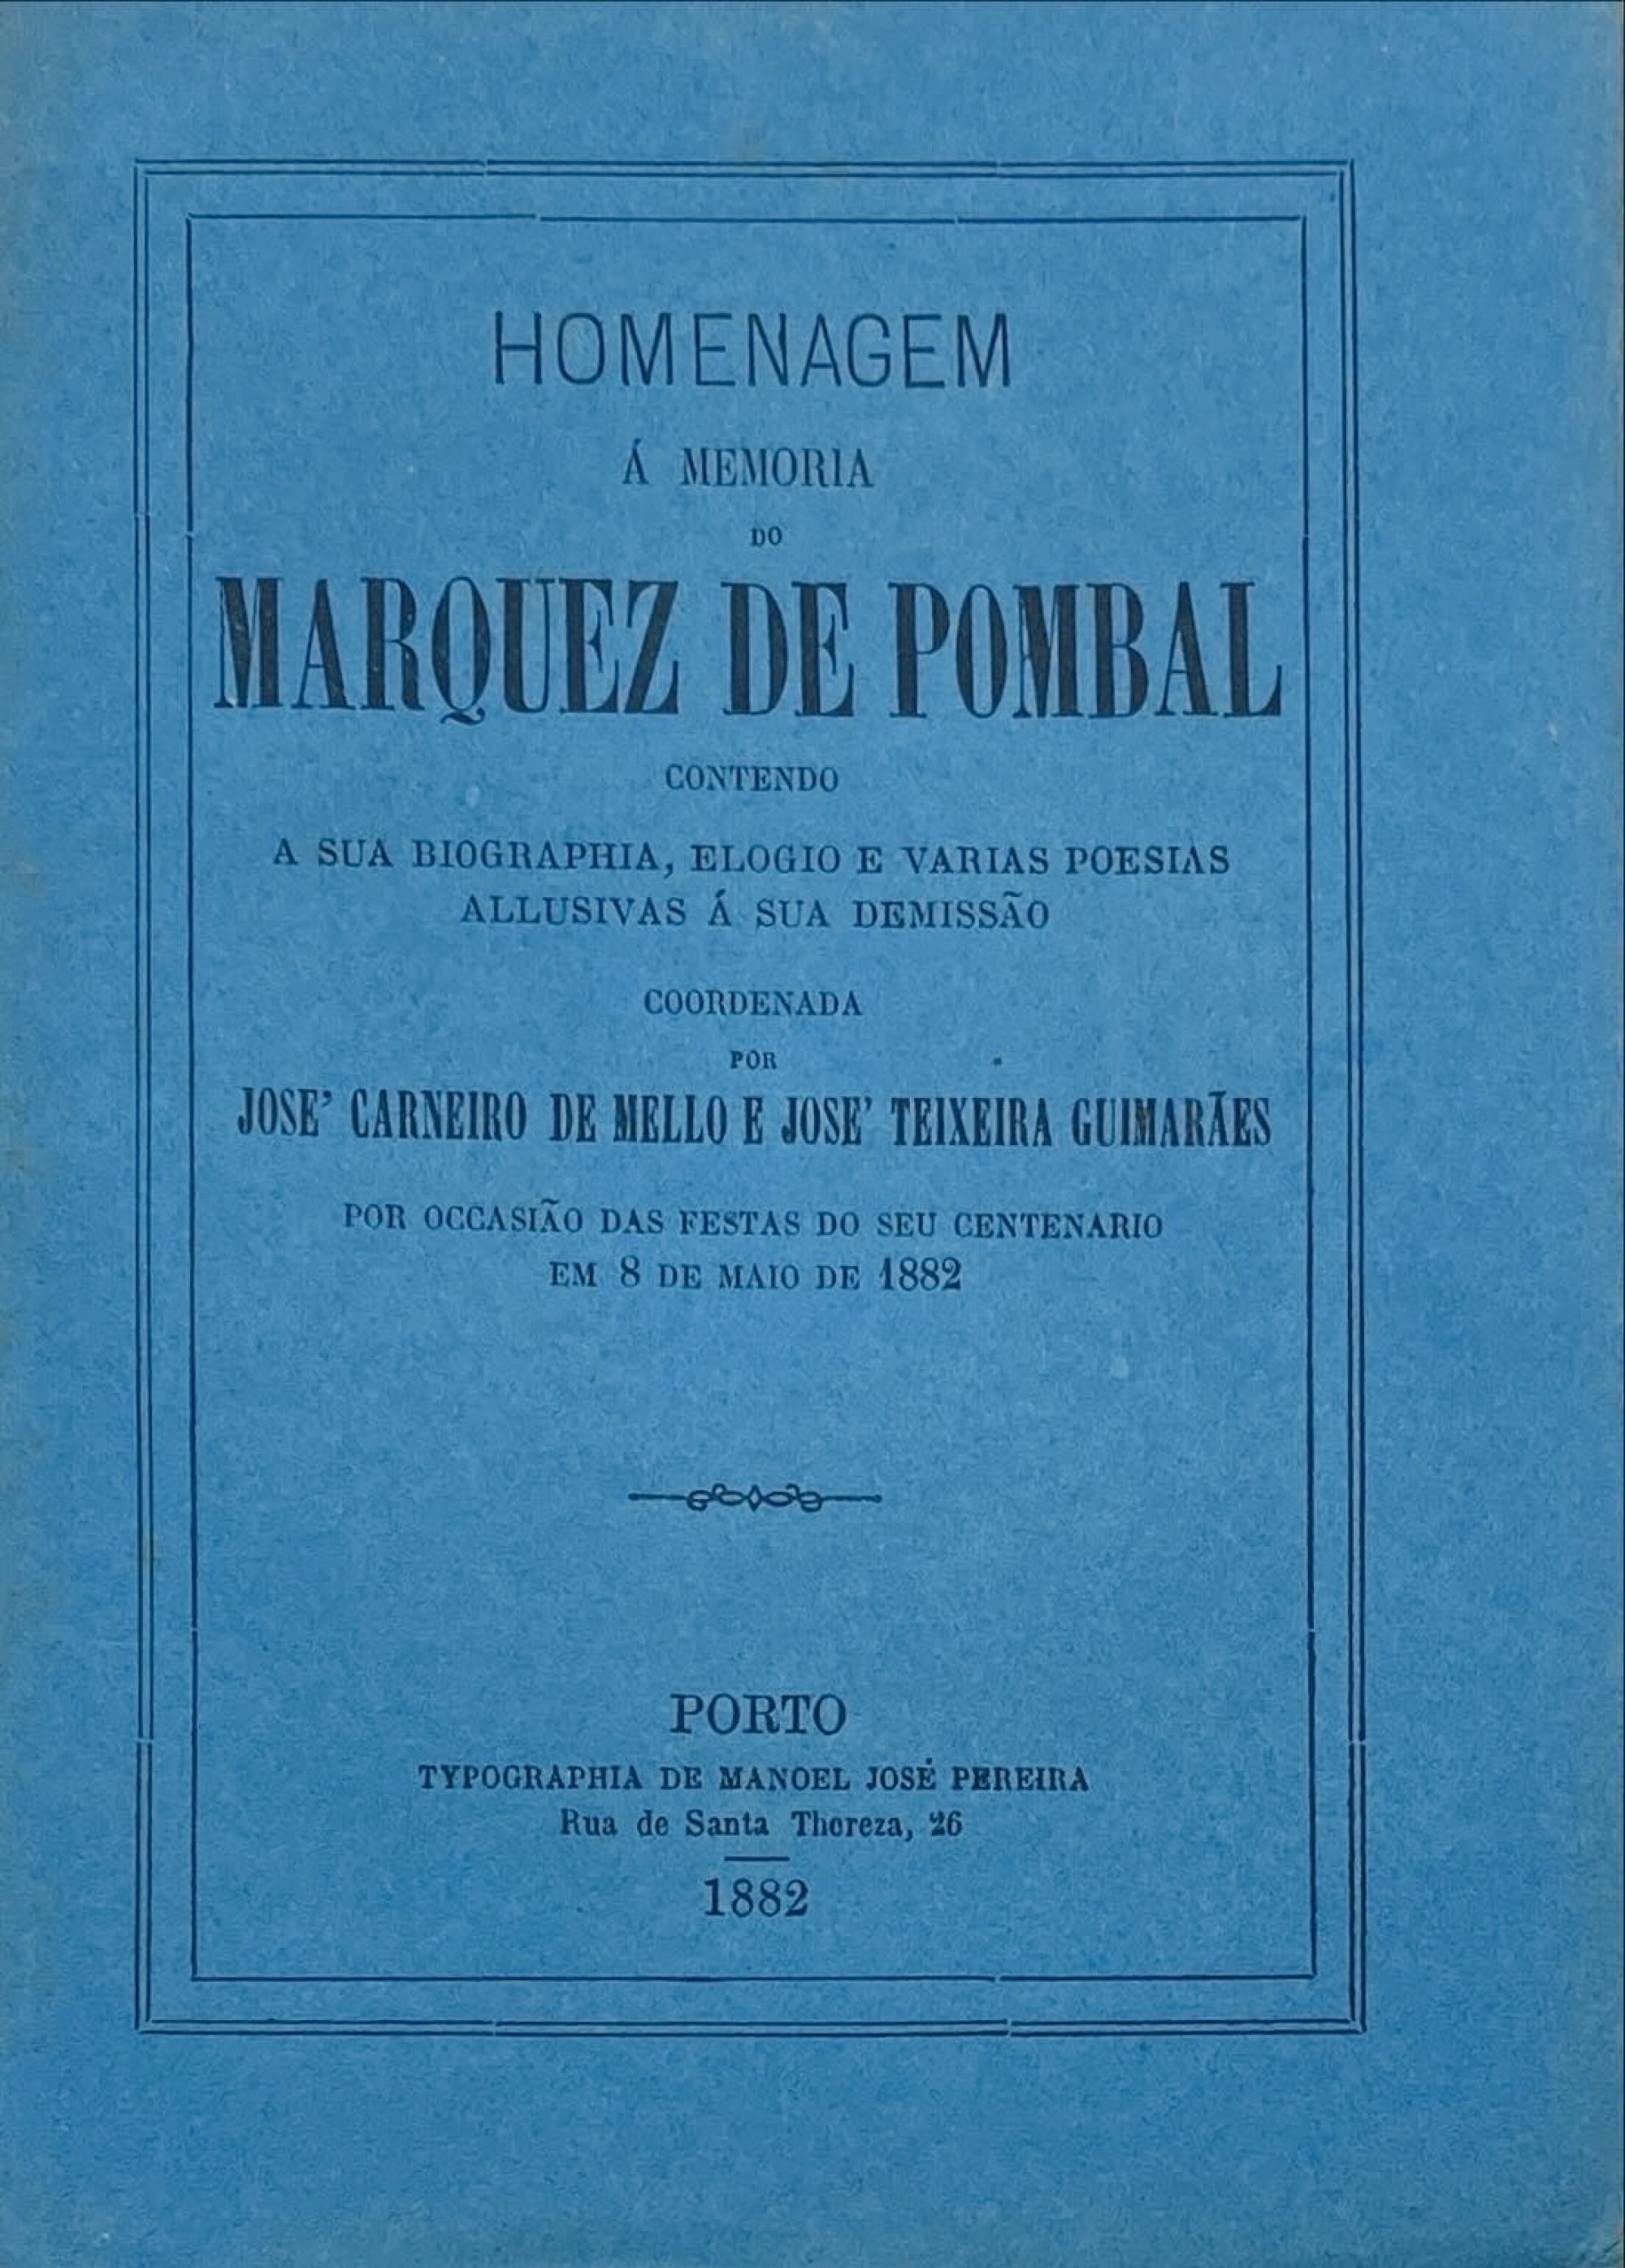 HOMENAGEM
Á MEMORIA
DO
MARQUEZ DE POMBAL
CONTENDO
A SUA BIOGRAPHIA, ELOGIO E VARIAS POESIAS
ALLUSIVAS Á SUA DEMISSÃO
COORDENADA
POR
JOSE' CARNEIRO DE MELLO E JOSE' TEIXEIRA GUIMARÃES
POR OCCASIÃO DAS FESTAS DO SEU CENTENARIO
EM 8 DE MAIO DE 1882
PORTO
TYPOGRAPHIA DE MANOEL JOSÉ PEREIRA
Rua de Santa Thereza, 26
1882